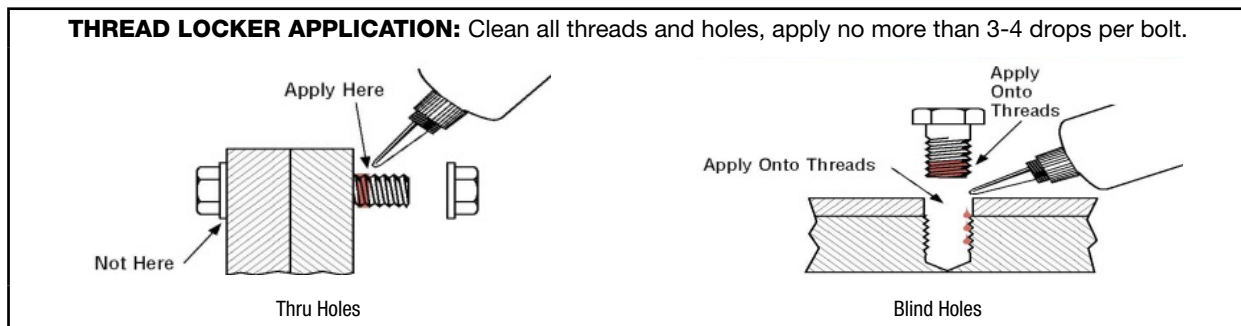 THREAD LOCKER APPLICATION: Clean all threads and holes, apply no more than 3-4 drops per bolt.
Apply Here
Not Here
Thru Holes
Apply
Onto
Threads
Apply Onto Threads
Blind Holes